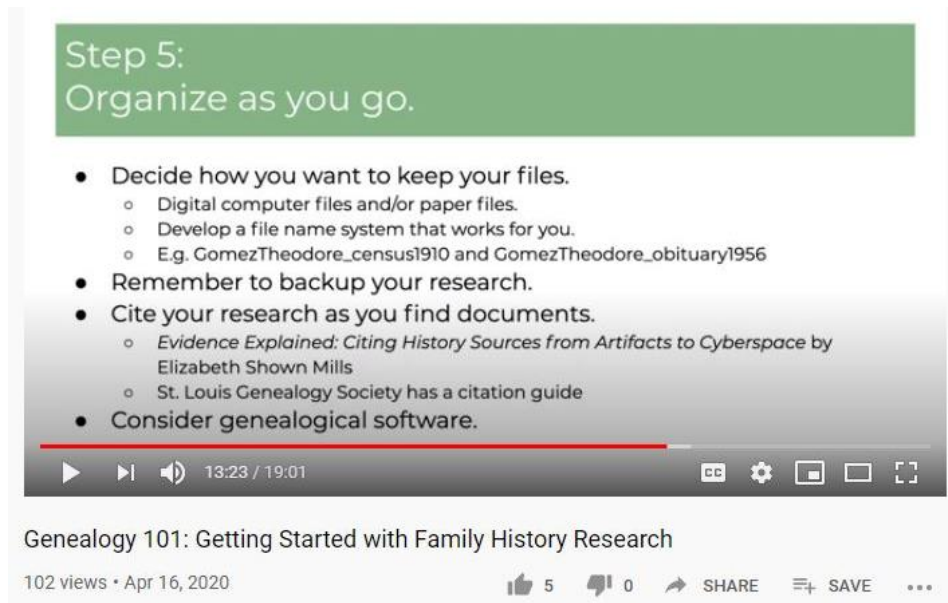 Step 5:
Organize as you go.
● Decide how you want to keep your files.
○ Digital computer files and/or paper files.
○ Develop a file name system that works for you.
○ E.g. GomezTheodore_census1910 and GomezTheodore_obituary1956
● Remember to backup your research.
● Cite your research as you find documents.
○ Evidence Explained: Citing History Sources from Artifacts to Cyberspace by
Elizabeth Shown Mills
○ St. Louis Genealogy Society has a citation guide
● Consider genealogical software.
13:23 / 19:01 CC
Genealogy 101: Getting Started with Family History Research
102 views • Apr 16, 2020 5 0 SHARE SAVE